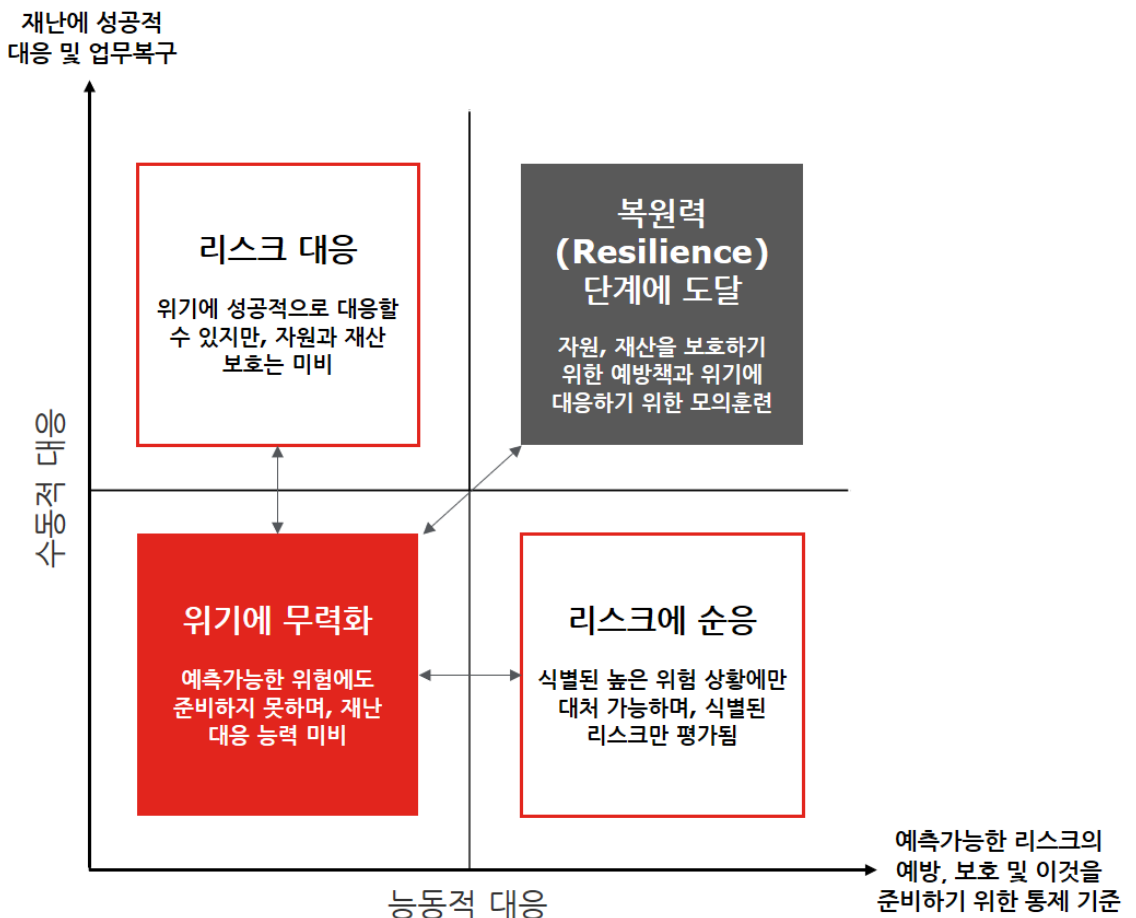 재난에 성공적
대응 및 업무복구
리스크 대응
위기에 성공적으로 대응할
수 있지만, 자원과 재산
보호는 미비
복원력
(Resilience)
단계에 도달
자원, 재산을 보호하기
위한 예방책과 위기에
대응하기 위한 모의훈련
수동적 대응
위기에 무력화
예측가능한 위험에도
준비하지 못하며, 재난
대응 능력 미비
리스크에 순응
식별된 높은 위험 상황에만
대처 가능하며, 식별된
리스크만 평가됨
능동적 대응
예측가능한 리스크의
예방, 보호 및 이것을
준비하기 위한 통제 기준